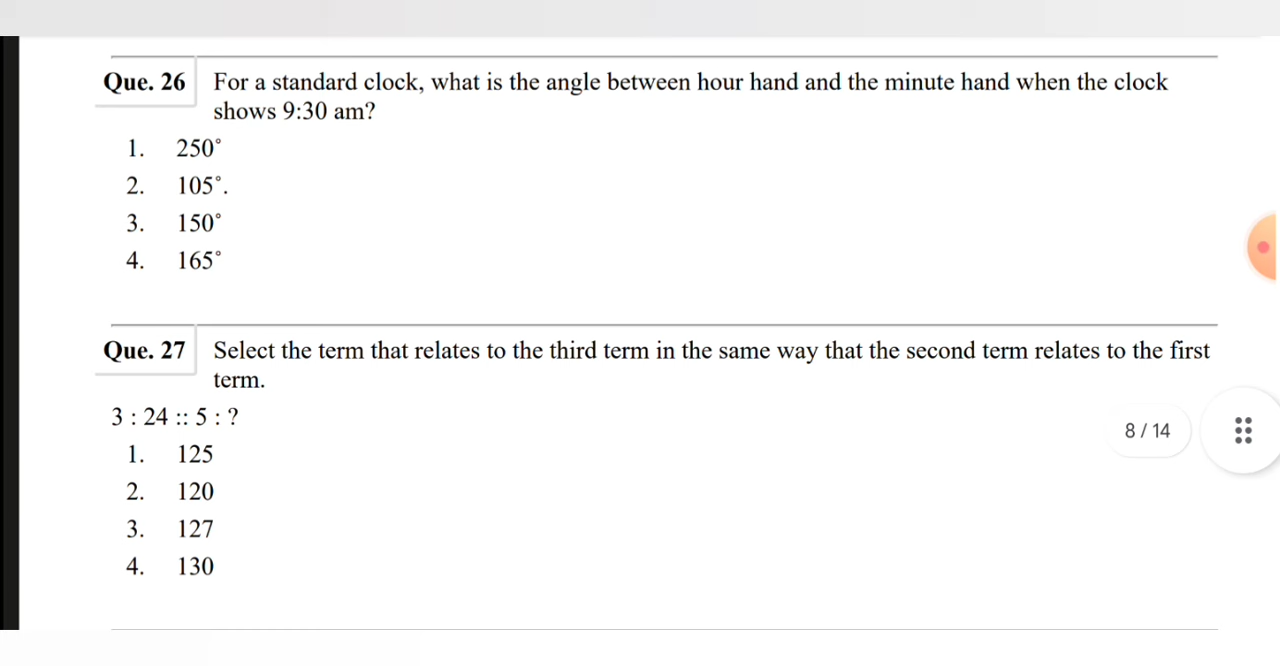 Que. 26 For a standard clock, what is the angle between hour hand and the minute hand when the clock
shows 9:30 am?
1. 250°
2. 105°.
3. 150°
4. 165°
Que. 27 Select the term that relates to the third term in the same way that the second term relates to the first
term.
3 : 24 :: 5 : ?
8 / 14
1. 125
2. 120
3. 127
4. 130